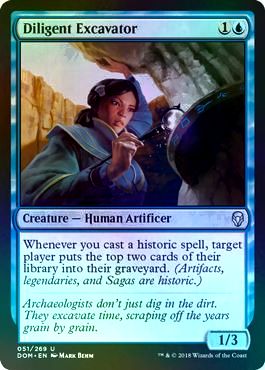 Diligent Excavator 1
Creature — Human Artificer
Whenever you cast a historic spell, target
player puts the top two cards of their
library into their graveyard. (Artifacts,
legendaries, and Sagas are historic.)
Archaeologists don't just dig in the dirt.
They excavate time, scraping off the years
grain by grain.
1/3
051/269 U
DOM • EN Mark Behm
™ & © 2018 Wizards of the Coast